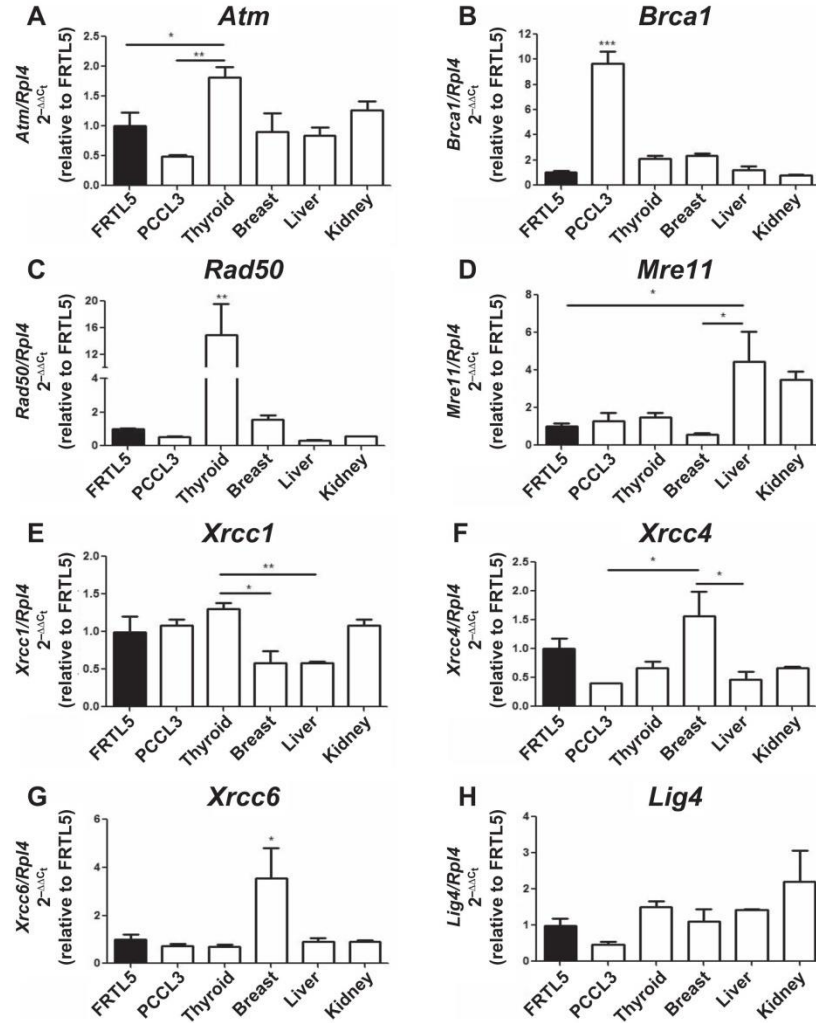 A Atm
Atm/Rpl4
2^−ΔΔCt
(relative to FRTL5)
2.5
2.0
1.5
1.0
0.5
0.0
*
**
FRTL5 PCCL3 Thyroid Breast Liver Kidney
B Brca1
Brca1/Rpl4
2^−ΔΔCt
(relative to FRTL5)
12
10
8
6
4
2
0
***
FRTL5 PCCL3 Thyroid Breast Liver Kidney
C Rad50
Rad50/Rpl4
2^−ΔΔCt
(relative to FRTL5)
20
16
12
8
4
2
0
**
FRTL5 PCCL3 Thyroid Breast Liver Kidney
D Mre11
Mre11/Rpl4
2^−ΔΔCt
(relative to FRTL5)
8
6
4
2
0
*
*
FRTL5 PCCL3 Thyroid Breast Liver Kidney
E Xrcc1
Xrcc1/Rpl4
2^−ΔΔCt
(relative to FRTL5)
2.0
1.5
1.0
0.5
0.0
**
*
FRTL5 PCCL3 Thyroid Breast Liver Kidney
F Xrcc4
Xrcc4/Rpl4
2^−ΔΔCt
(relative to FRTL5)
2.5
2.0
1.5
1.0
0.5
0.0
*
*
FRTL5 PCCL3 Thyroid Breast Liver Kidney
G Xrcc6
Xrcc6/Rpl4
2^−ΔΔCt
(relative to FRTL5)
6
4
2
0
*
FRTL5 PCCL3 Thyroid Breast Liver Kidney
H Lig4
Lig4/Rpl4
2^−ΔΔCt
(relative to FRTL5)
4
3
2
1
0
FRTL5 PCCL3 Thyroid Breast Liver Kidney